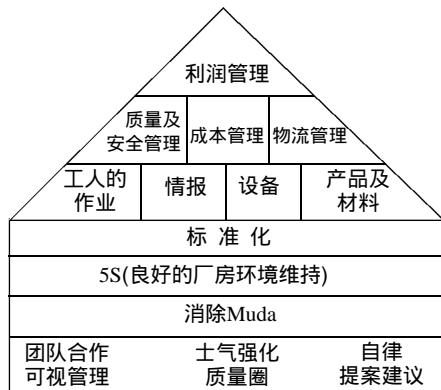 利润管理
质量及
安全管理
成本管理
物流管理
工人的
作业
情报
设备
产品及
材料
标 准 化
5S(良好的厂房环境维持)
消除Muda
团队合作 士气强化 自律
可视管理 质量圈 提案建议